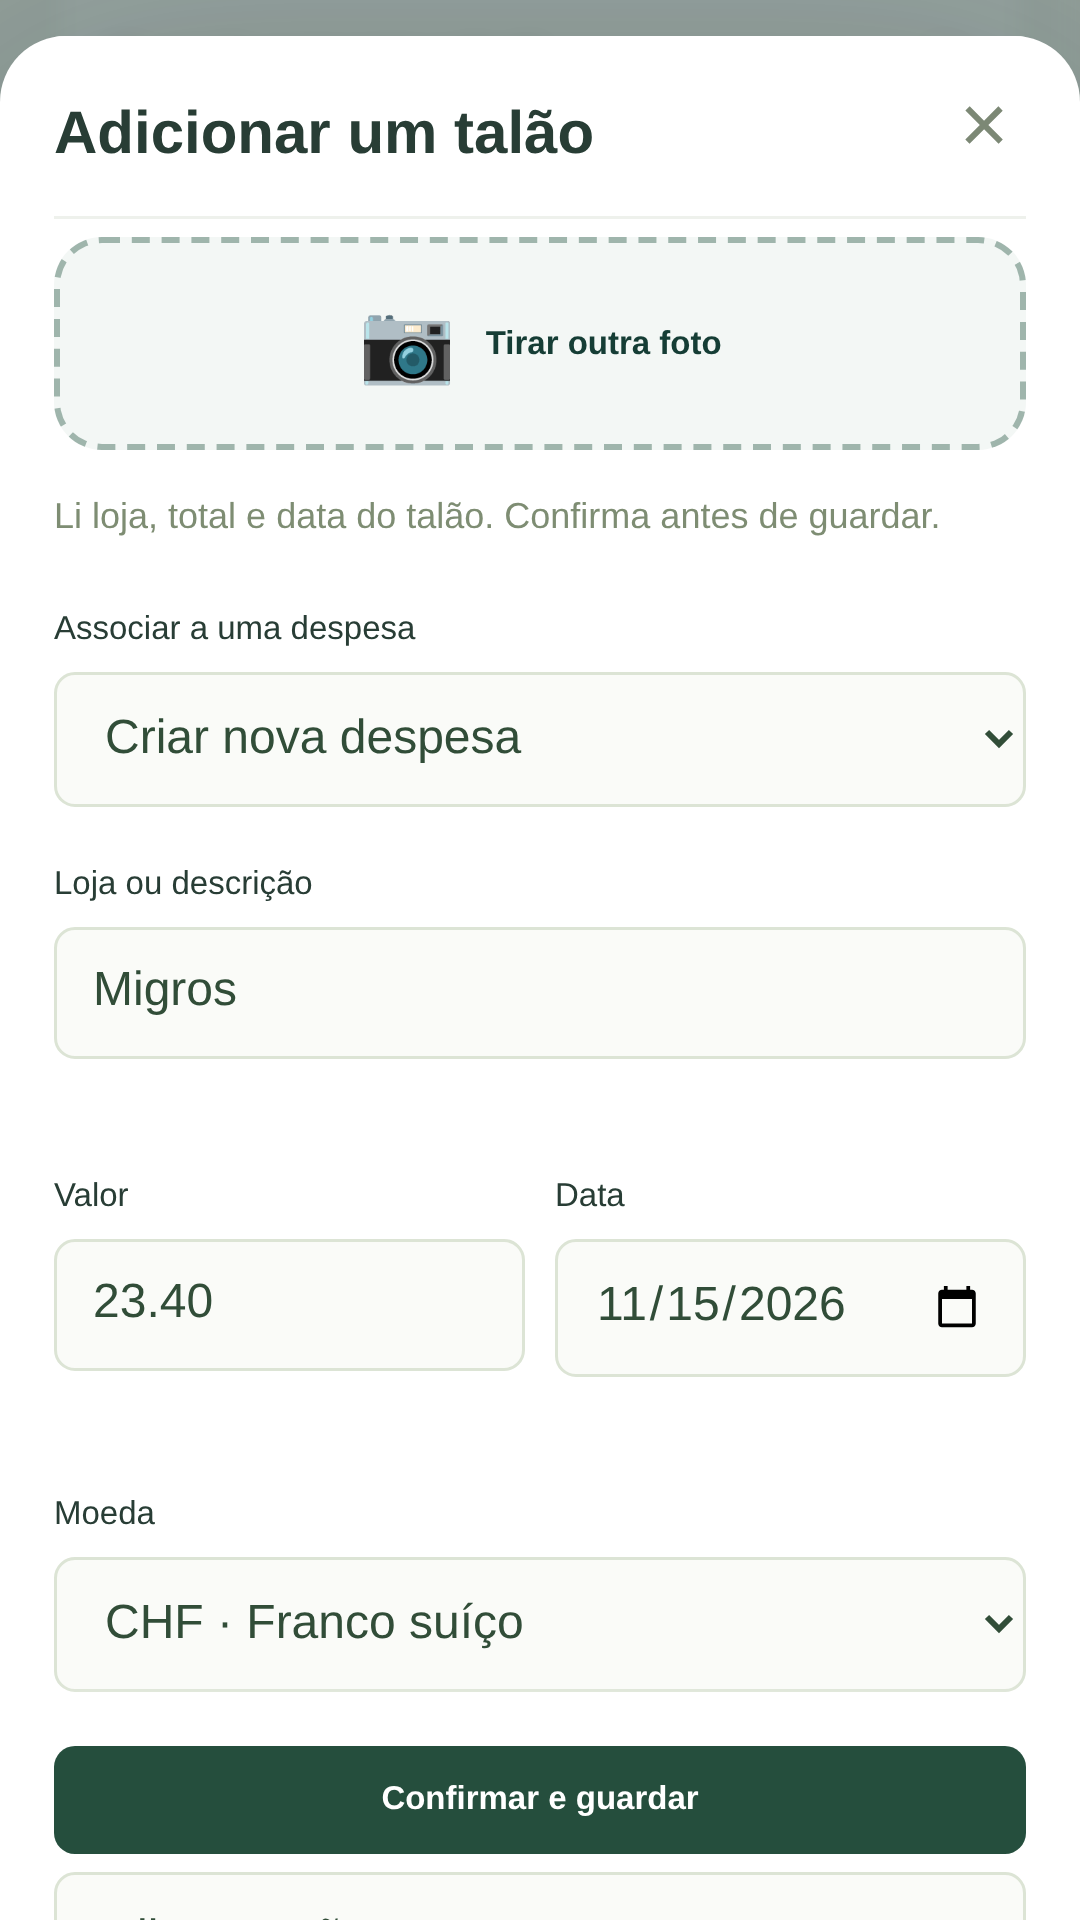 Adicionar um talão
Tirar outra foto
Li loja, total e data do talão. Confirma antes de guardar.
Associar a uma despesa
Criar nova despesa
Loja ou descrição
Migros
Valor
Data
23.40
11/15/2026
Moeda
CHF · Franco suíço
Confirmar e guardar